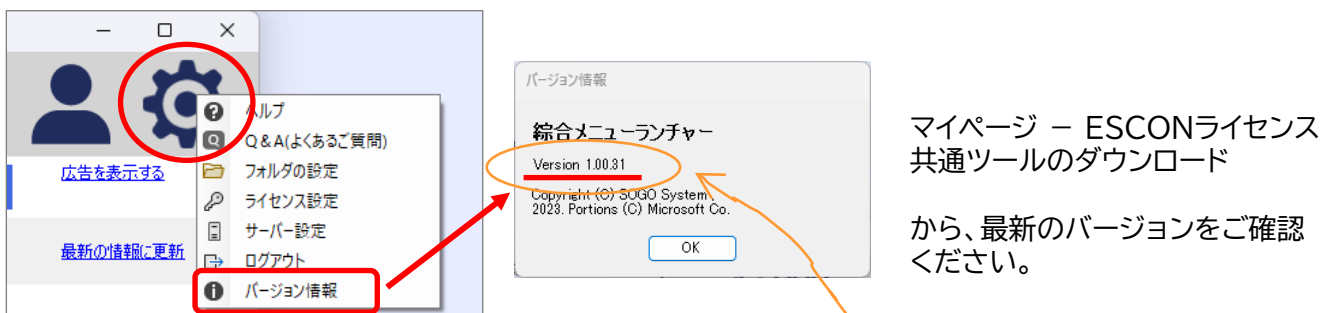 ヘルプ
Q&A(よくあるご質問)
フォルダの設定
ライセンス設定
サーバー設定
ログアウト
バージョン情報
広告を表示する
最新の情報に更新
バージョン情報
綜合メニューランチャー
Version 1.00.31
Copyright (C) SOGO System,
2023. Portions (C) Microsoft Co.
OK
マイページ － ESCONライセンス
共通ツールのダウンロード
から、最新のバージョンをご確認
ください。